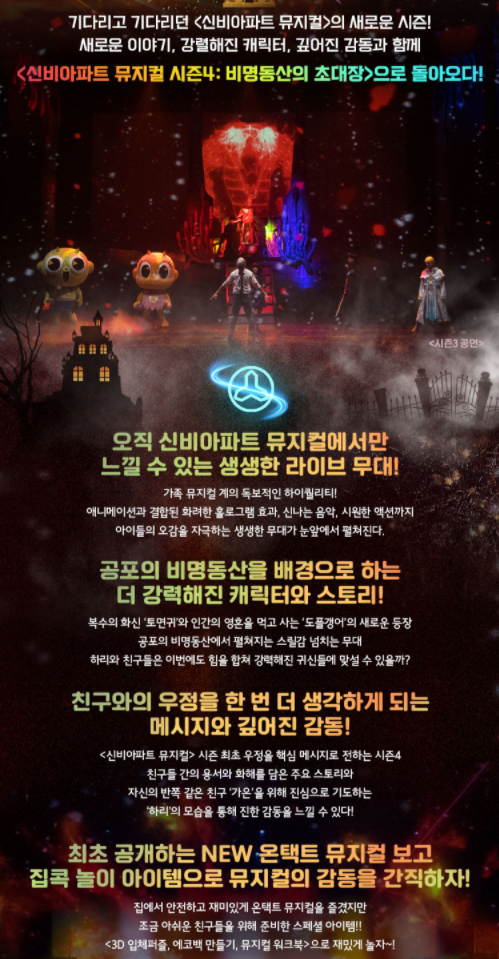 기다리고 기다리던 <신비아파트 뮤지컬>의 새로운 시즌!
새로운 이야기, 강렬해진 캐릭터, 깊어진 감동과 함께
<신비아파트 뮤지컬 시즌4: 비명동산의 초대장>으로 돌아오다!
<시즌3 공연>
오직 신비아파트 뮤지컬에서만
느낄 수 있는 생생한 라이브 무대!
가족 뮤지컬 계의 독보적인 하이퀄리티!
애니메이션과 결합된 화려한 홀로그램 효과, 신나는 음악, 시원한 액션까지
아이들의 오감을 자극하는 생생한 무대가 눈앞에서 펼쳐진다.
공포의 비명동산을 배경으로 하는
더 강력해진 캐릭터와 스토리!
복수의 화신 '토면귀'와 인간의 영혼을 먹고 사는 '도플갱어'의 새로운 등장
공포의 비명동산에서 펼쳐지는 스릴감 넘치는 무대
하리와 친구들은 이번에도 힘을 합쳐 강력해진 귀신들에 맞설 수 있을까?
친구와의 우정을 한 번 더 생각하게 되는
메시지와 깊어진 감동!
<신비아파트 뮤지컬> 시즌 최초 우정을 핵심 메시지로 전하는 시즌4
친구들 간의 용서와 화해를 담은 주요 스토리와
자신의 반쪽 같은 친구 '가은'을 위해 진심으로 기도하는
'하리'의 모습을 통해 진한 감동을 느낄 수 있다!
최초 공개하는 NEW 온택트 뮤지컬 보고
집콕 놀이 아이템으로 뮤지컬의 감동을 간직하자!
집에서 안전하고 재미있게 온택트 뮤지컬을 즐겼지만
조금 아쉬운 친구들을 위해 준비한 스페셜 아이템!!
<3D 입체퍼즐, 에코백 만들기, 뮤지컬 워크북>으로 재밌게 놀자~!